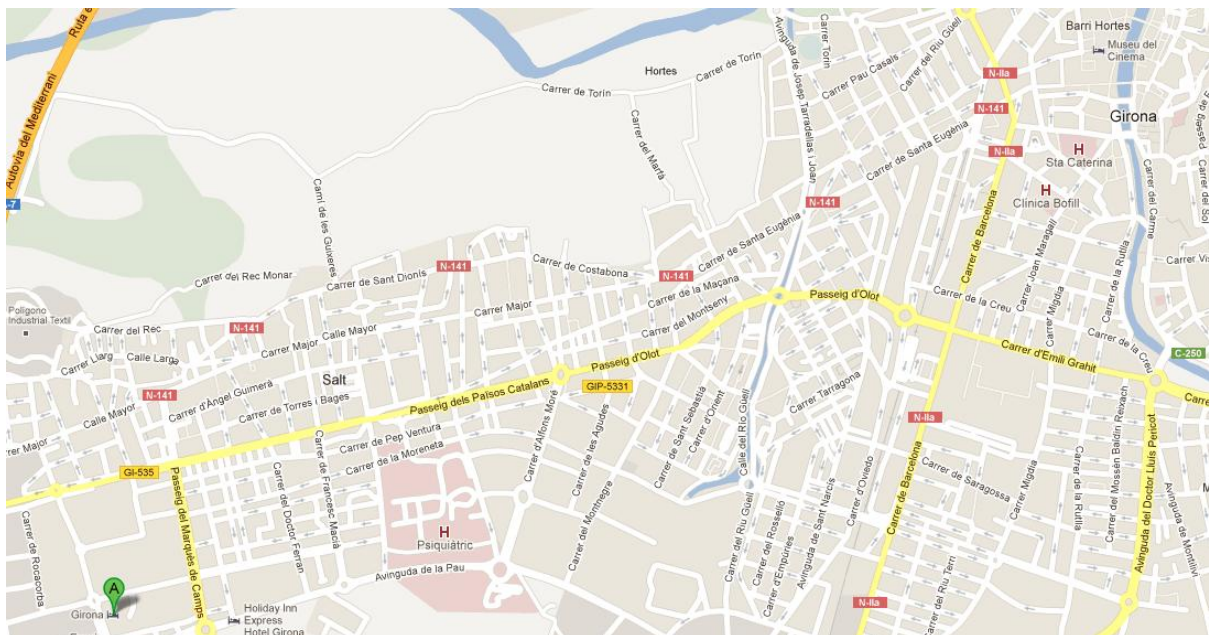 Ruta e
Autovia del Mediterrani
Hortes
Carrer de Torín
Carrer de Torín
Carrer del Martà
Camí de les Guixeres
Avinguda de Josep Tarradellas i Joan
Carrer Torin
Carrer Pau Casals
Carrer del Riu Güell
N-IIa
Barri Hortes
Museu del
Cinema
N-141
Girona
Passeig
H
Sta Caterina
N-IIa
Carrer de Santa Eugènia
H
Clínica Bofill
N-141
Carrer de Barcelona
Carrer Joan Maragall
Carrer Migdia
Carrer de la Rutlla
Carrer del Carme
Carrer del Sol
Carrer Vis
Carrer del Rec Monar
Carrer de Sant Dionís
N-141
Carrer de Costabona
Carrer de Santa Eugènia
N-141
Carrer de la Maçana
Carrer del Montseny
Passeig d'Olot
Carrer de la Creu
Polígono
Industrial Textil
Carrer del Rec
N-141
Carrer Major
Calle Mayor
Carrer Major
Carrer Llarg
Calle Larga
Passeig d'Olot
GIP-5331
Carrer d'Emili Grahit
Carrer de la Creu
C-250
Carre
Salt
N-141
Carrer d'Àngel Guimerà
Carrer de Torres i Bages
Passeig dels Països Catalans
Calle Mayor
Carrer Major
GI-535
Carrer de Pep Ventura
Carrer de la Moreneta
Carrer d'Alfons Moré
Carrer de les Agudes
Carrer del Montnegre
Carrer de Sant Sebastià
Carrer d'Orient
Calle del Rio Güell
Carrer Tarragona
N-IIa
Carrer de Barcelona
Carrer de Saragossa
Carrer Migdia
Carrer de la Rutlla
Carrer del Mossèn Baldiri Reixach
Avinguda del Doctor Lluís Pericot
Avinguda de Montilivi
Carrer de Rocacorba
Passeig del Marquès de Camps
Carrer del Doctor Ferran
Carrer de Francesc Macià
H
Psiquiàtric
Avinguda de la Pau
Carrer del Riu Güell
Carrer del Rosselló
Carrer d'Empúries
Avinguda de Sant Narcís
Carrer d'Oviedo
Carrer del Riu Terri
N-IIa
A
Girona
Holiday Inn
Express
Hotel Girona